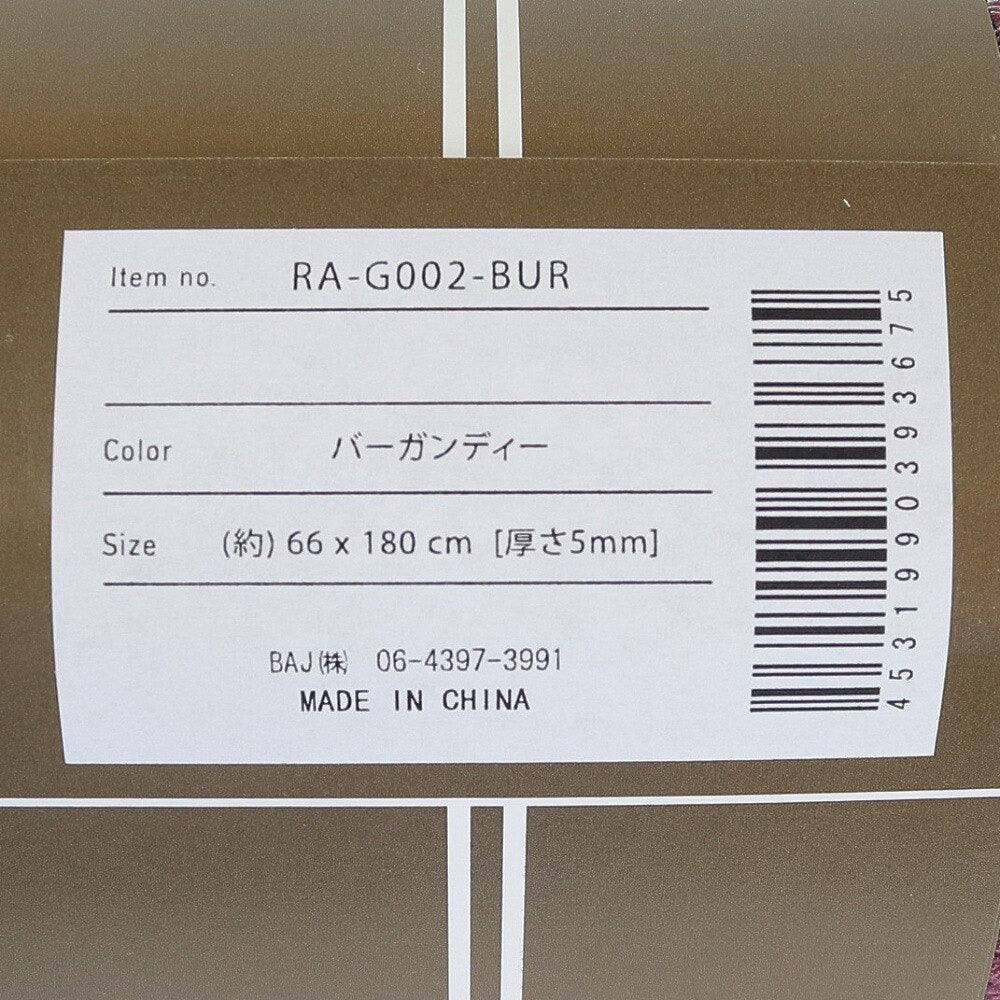 Item no. RA-G002-BUR
Color バーガンディー
Size (約) 66 x 180 cm [厚さ5mm]
BAJ(株) 06-4397-3991
MADE IN CHINA
4531990393675